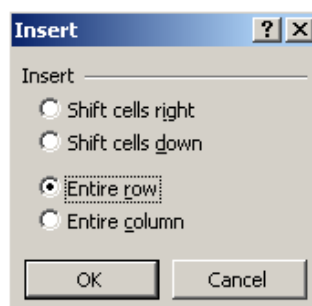 Insert
Insert
Shift cells right
Shift cells down
Entire row
Entire column
OK Cancel